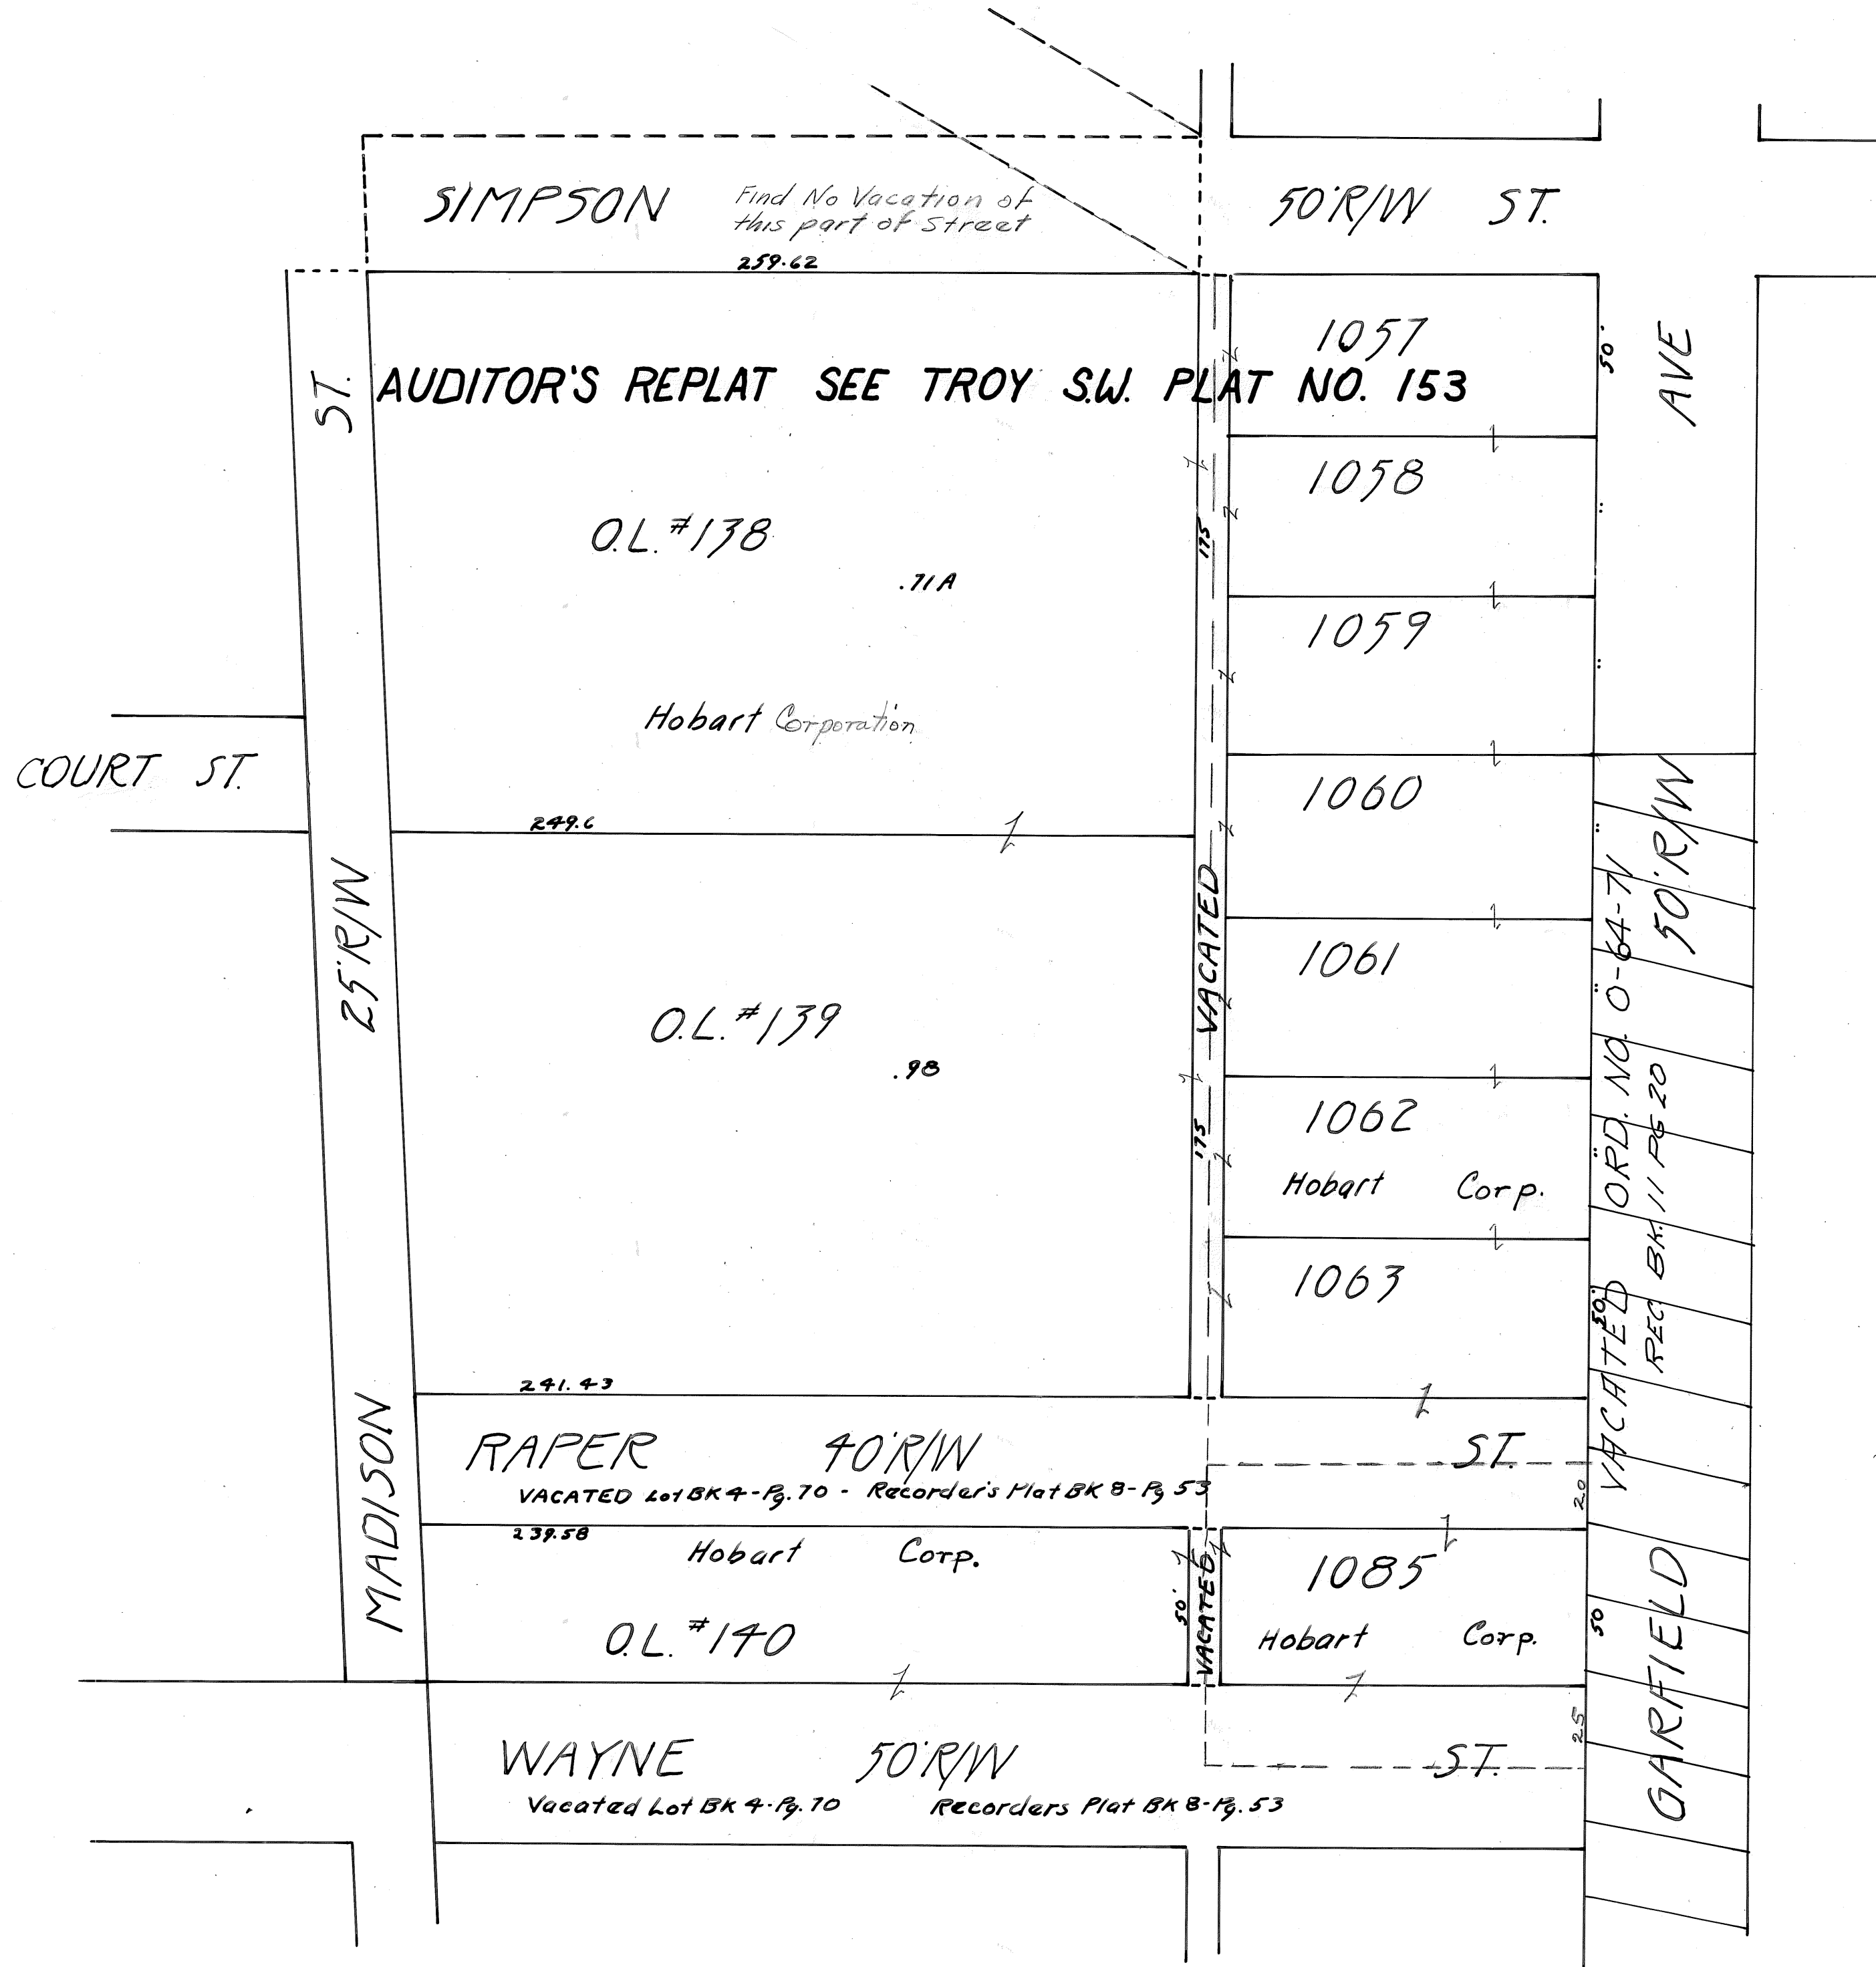 SIMPSON Find No Vacation of 50'R/W ST.
this part of Street
259.62
1057
50'
AUDITOR'S REPLAT SEE TROY S.W. PLAT NO. 153
ST.
AVE
1058
O.L. #138
175
.71A
1059
Hobart Corporation
COURT ST.
1060
249.6
25'R/W
VACATED
50'R/W
1061
O.L. #139
.98
VACATED ORD. NO. O-64-71
REC BK. 11 PG 20
1062
175
Hobart Corp.
1063
50'
241.43
MADISON
RAPER 40'R/W ST.
VACATED Lot BK 4-Pg. 70 - Recorder's Plat BK 8-Pg 53
20
239.58
Hobart Corp.
1085
50'
VACATED
50
O.L. #140
Hobart Corp.
GARFIELD
25
WAYNE 50'R/W ST.
Vacated Lot BK 4-Pg. 70 Recorders Plat BK 8-Pg. 53